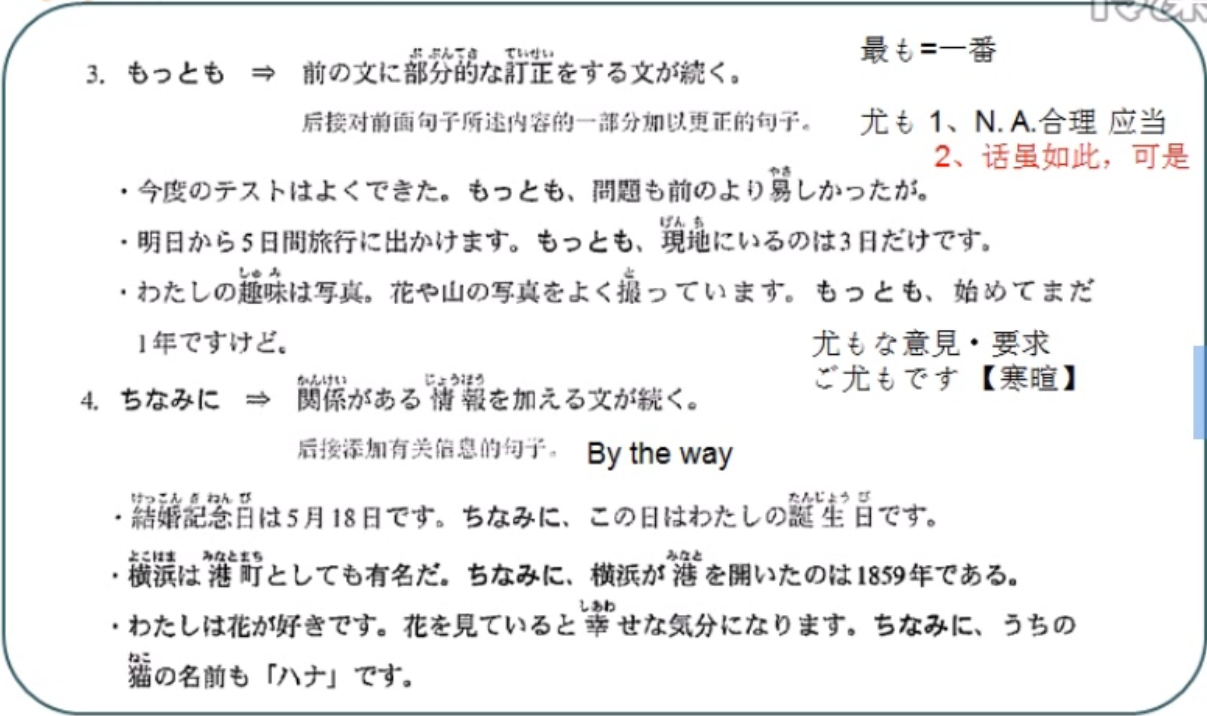 最も=一番
3. もっとも ⇒ 前の文に部分的な訂正をする文が続く。
后接对前面句子所述内容的一部分加以更正的句子。
尤も 1、N. A.合理 应当
2、话虽如此，可是
・今度のテストはよくできた。もっとも、問題も前のより易しかったが。
・明日から5日間旅行に出かけます。もっとも、現地にいるのは3日だけです。
・わたしの趣味は写真。花や山の写真をよく撮っています。もっとも、始めてまだ
1年ですけど。
尤もな意見・要求
ご尤もです【寒暄】
4. ちなみに ⇒ 関係がある情報を加える文が続く。
后接添加有关信息的句子。 By the way
・結婚記念日は5月18日です。ちなみに、この日はわたしの誕生日です。
・横浜は港町としても有名だ。ちなみに、横浜が港を開いたのは1859年である。
・わたしは花が好きです。花を見ていると幸せな気分になります。ちなみに、うちの
猫の名前も「ハナ」です。